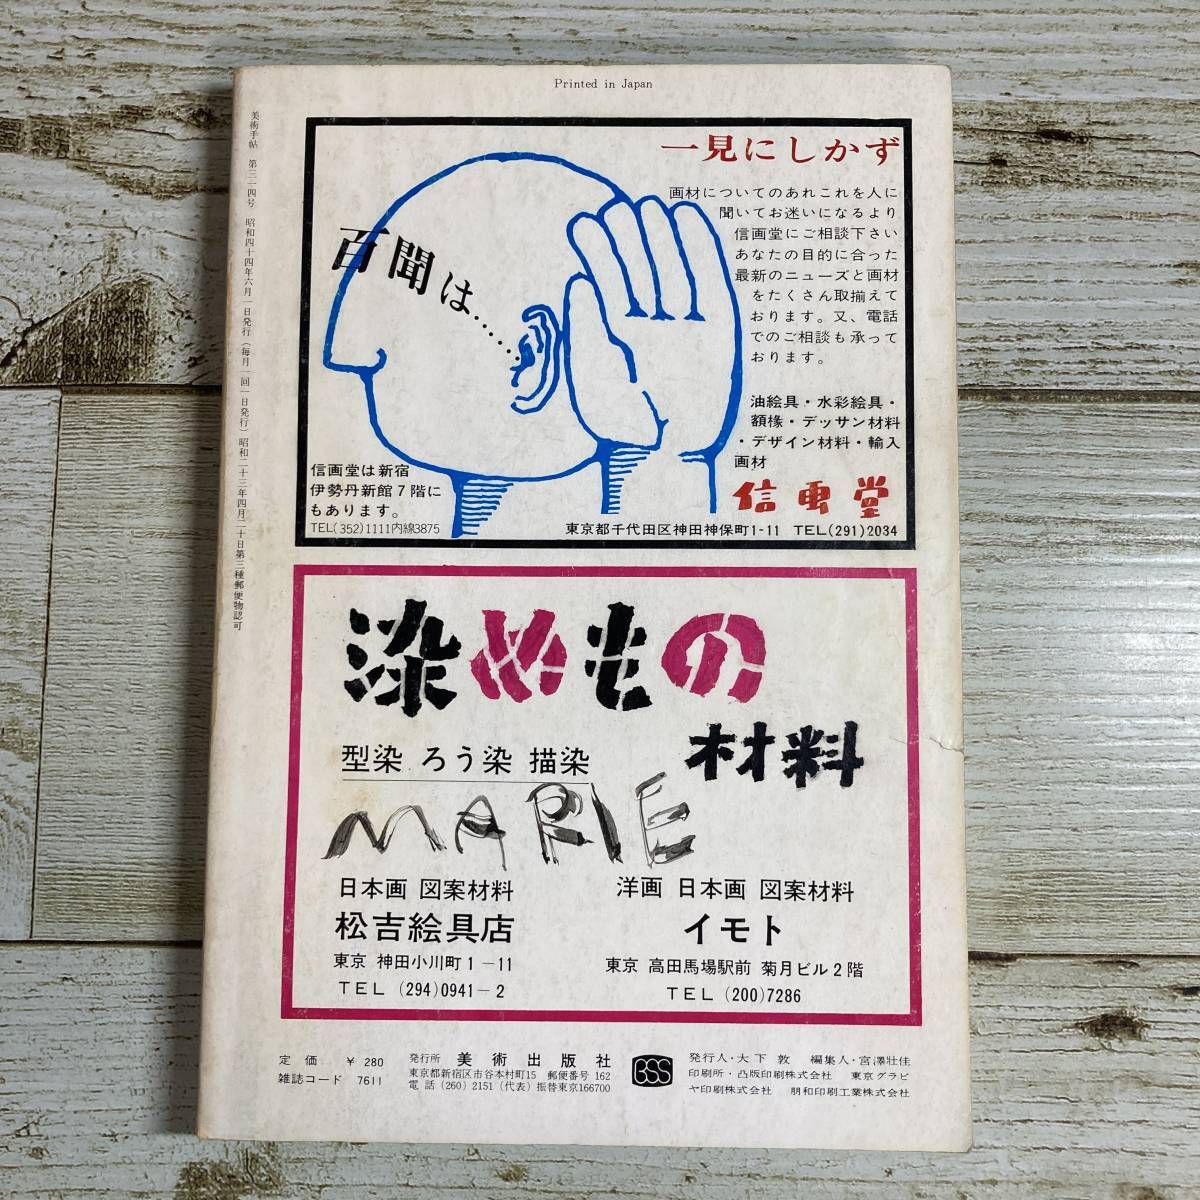 Printed in Japan
美術手帖　第三一四号　昭和四十四年六月一日発行（毎月一回一日発行）昭和二十三年四月二十日第三種郵便物認可
一見にしかず
百聞は……
画材についてのあれこれを人に
聞いてお迷いになるより
信画堂にご相談下さい
あなたの目的に合った
最新のニューズと画材
をたくさん取揃えて
おります。又、電話
でのご相談も承って
おります。
油絵具・水彩絵具・
額椽・デッサン材料
・デザイン材料・輸入
画材
信画堂
信画堂は新宿
伊勢丹新館7階に
もあります。
TEL(352)1111内線3875
東京都千代田区神田神保町1-11 TEL(291)2034
染めもの
材料
型染 ろう染 描染
MARIE
日本画 図案材料
松吉絵具店
東京 神田小川町1-11
TEL (294)0941-2
洋画 日本画 図案材料
イモト
東京 高田馬場駅前 菊月ビル2階
TEL (200)7286
定価 ¥280
雑誌コード 7611
発行所 美術出版社
東京都新宿区市谷本村町15 郵便番号 162
電話 (260) 2151 (代表) 振替東京166700
BSS
発行人・大下敦 編集人・宮澤壯佳
印刷所・凸版印刷株式会社 東京グラビ
ヤ印刷株式会社 朋和印刷工業株式会社